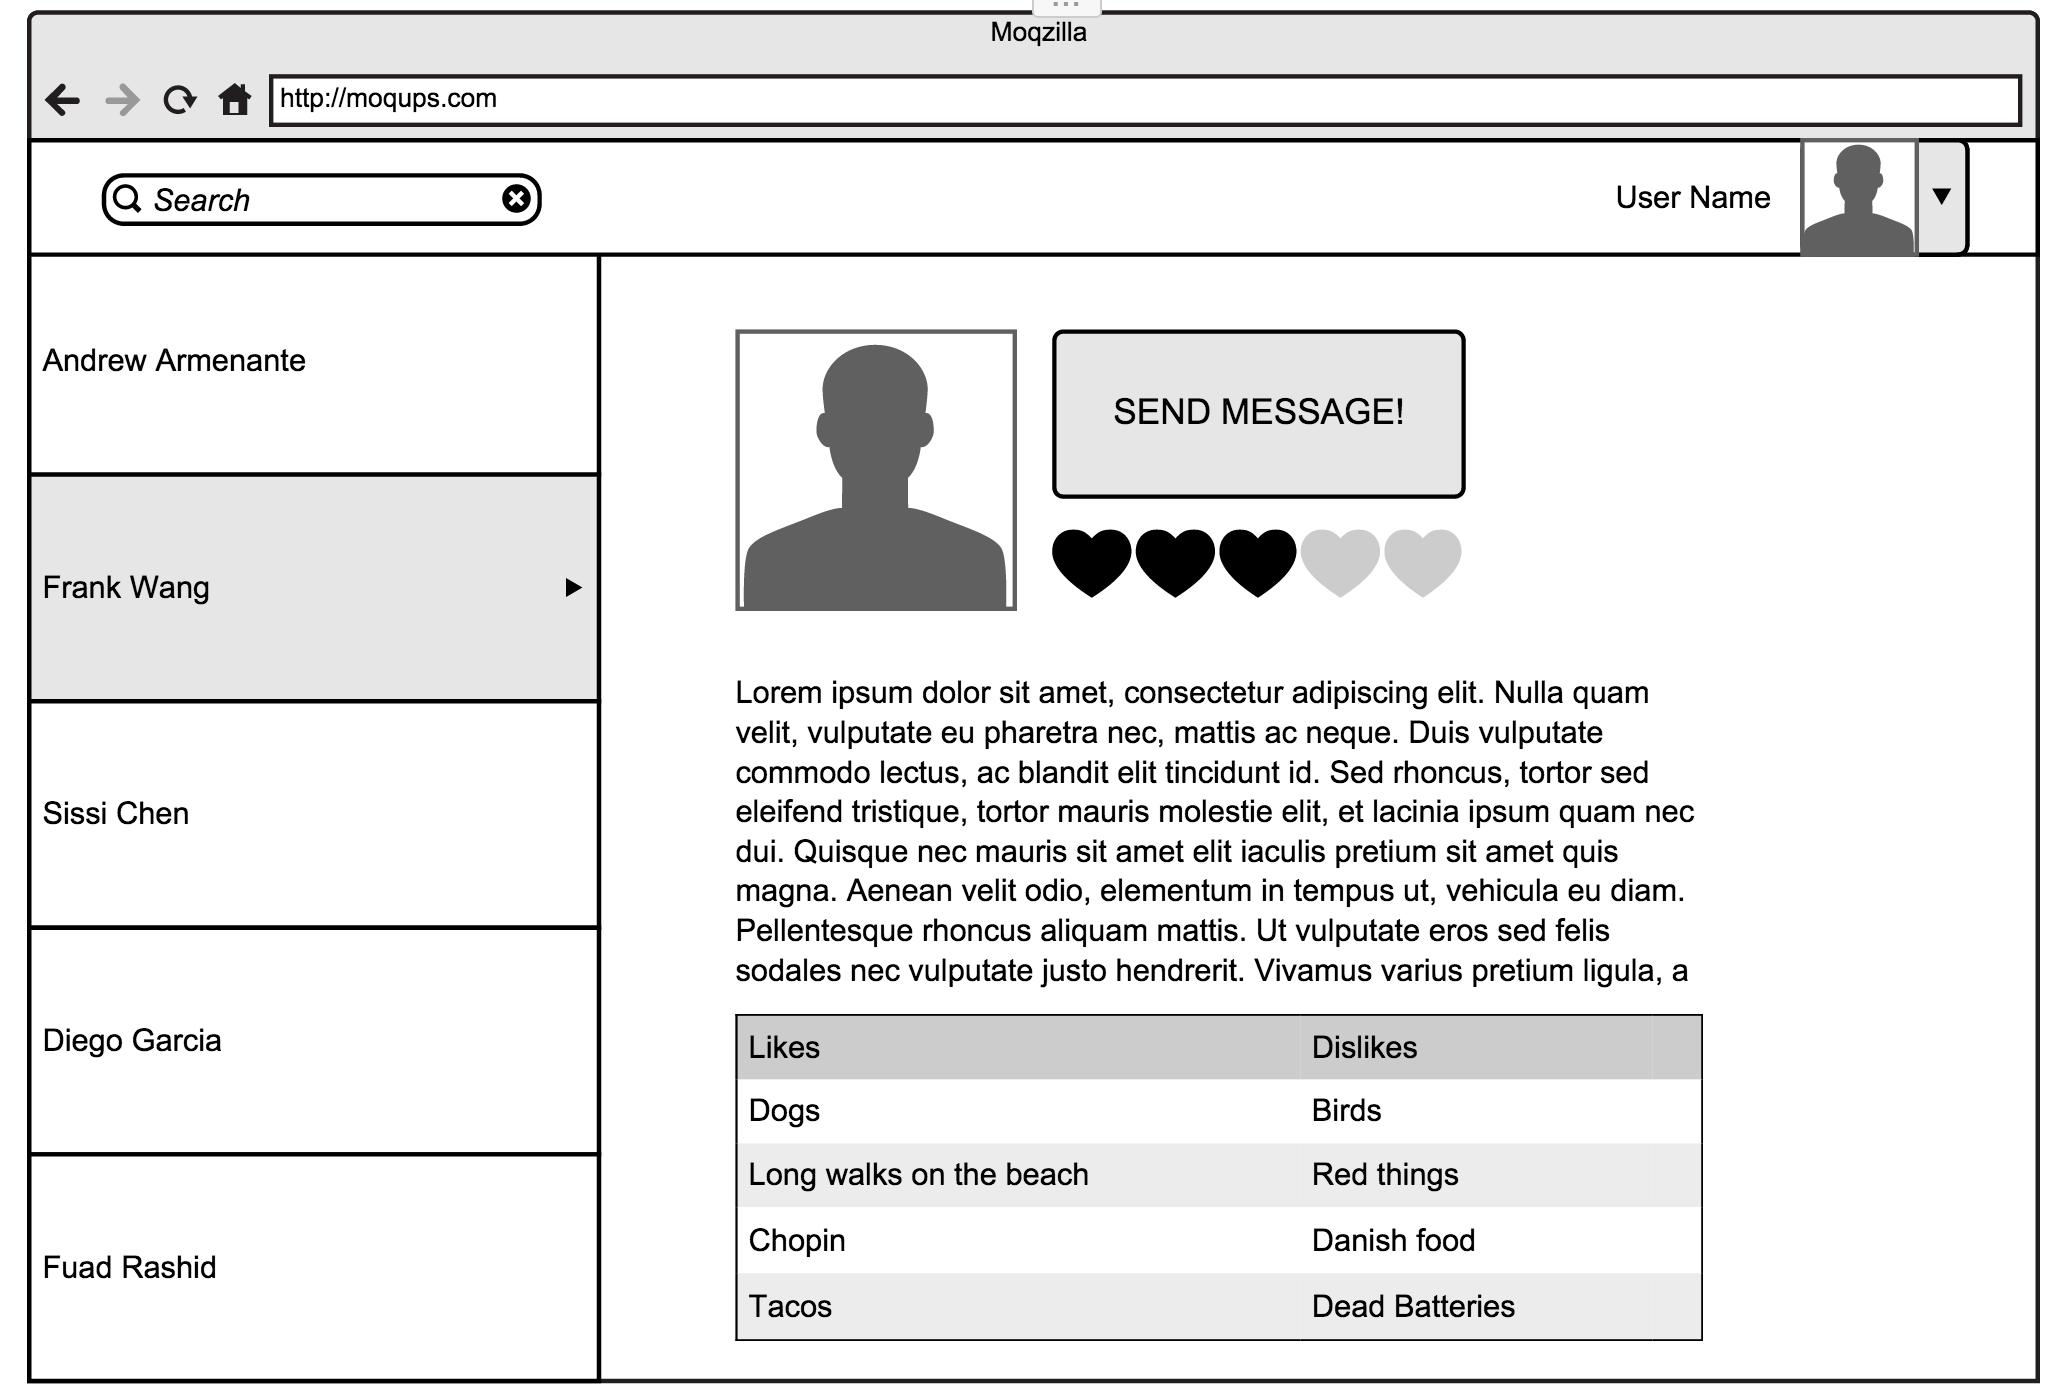 Moqzilla
http://moqups.com
Search
User Name
Andrew Armenante
Frank Wang
Sissi Chen
Diego Garcia
Fuad Rashid
SEND MESSAGE!
Lorem ipsum dolor sit amet, consectetur adipiscing elit. Nulla quam
velit, vulputate eu pharetra nec, mattis ac neque. Duis vulputate
commodo lectus, ac blandit elit tincidunt id. Sed rhoncus, tortor sed
eleifend tristique, tortor mauris molestie elit, et lacinia ipsum quam nec
dui. Quisque nec mauris sit amet elit iaculis pretium sit amet quis
magna. Aenean velit odio, elementum in tempus ut, vehicula eu diam.
Pellentesque rhoncus aliquam mattis. Ut vulputate eros sed felis
sodales nec vulputate justo hendrerit. Vivamus varius pretium ligula, a
Likes Dislikes
Dogs Birds
Long walks on the beach Red things
Chopin Danish food
Tacos Dead Batteries